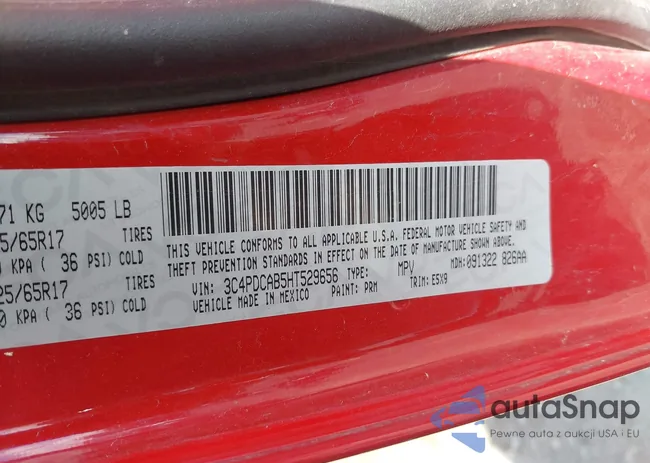 71 KG 5005 LB
5/65R17 TIRES
0 KPA ( 36 PSI) COLD
25/65R17 TIRES
0 KPA ( 36 PSI) COLD
THIS VEHICLE CONFORMS TO ALL APPLICABLE U.S.A. FEDERAL MOTOR VEHICLE SAFETY AND
THEFT PREVENTION STANDARDS IN EFFECT ON THE DATE OF MANUFACTURE SHOWN ABOVE.
VIN: 3C4PDCAB5HT529656 TYPE: MPV MDH: 091322 826AA
VEHICLE MADE IN MEXICO PAINT: PRM TRIM: E5X9
autaSnap
Pewne auta z aukcji USA i EU